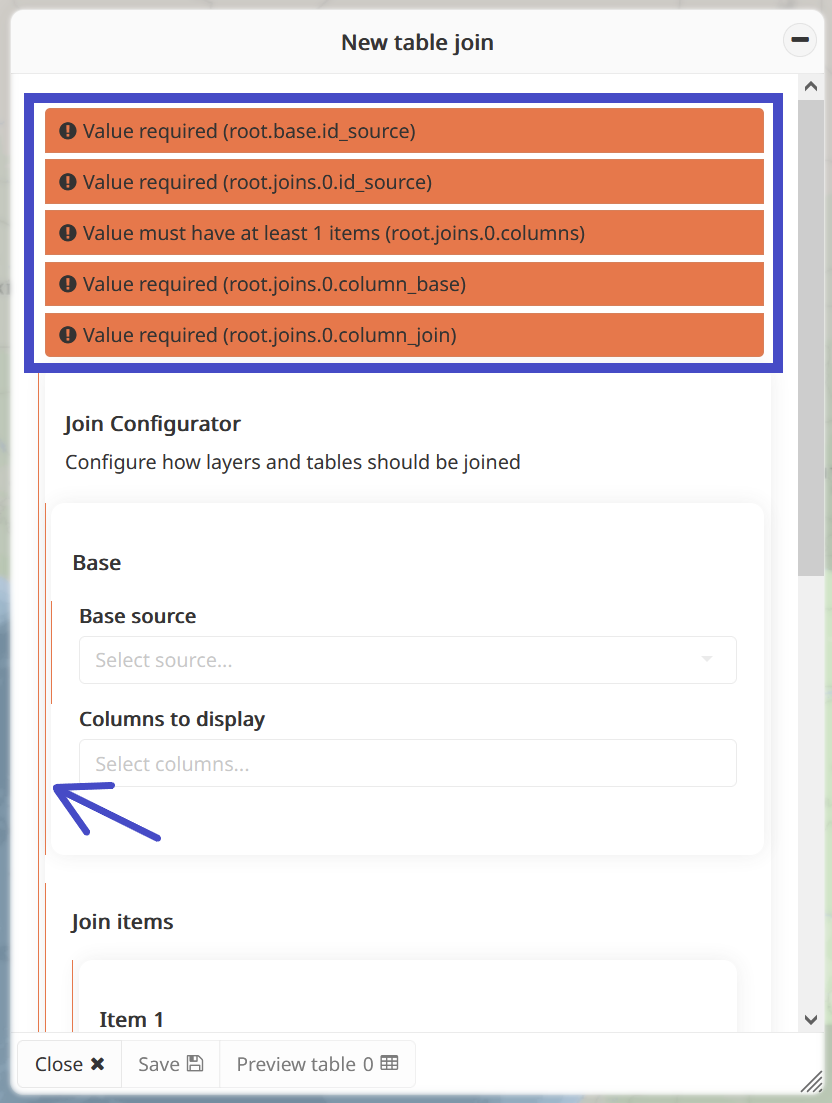 New table join
Value required (root.base.id_source)
Value required (root.joins.0.id_source)
Value must have at least 1 items (root.joins.0.columns)
Value required (root.joins.0.column_base)
Value required (root.joins.0.column_join)
Join Configurator
Configure how layers and tables should be joined
Base
Base source
Select source...
Columns to display
Select columns...
Join items
Item 1
Close Save Preview table 0